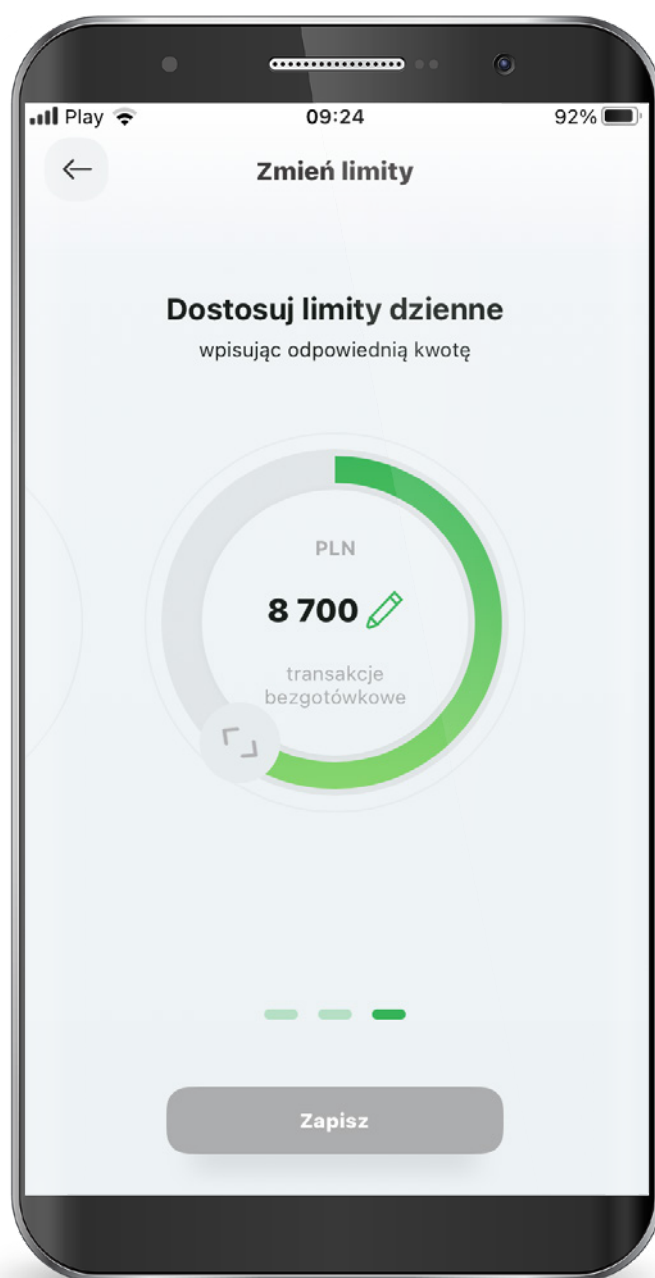 Play 09:24 92%
Zmień limity
Dostosuj limity dzienne
wpisując odpowiednią kwotę
PLN
8 700
transakcje
bezgotówkowe
Zapisz